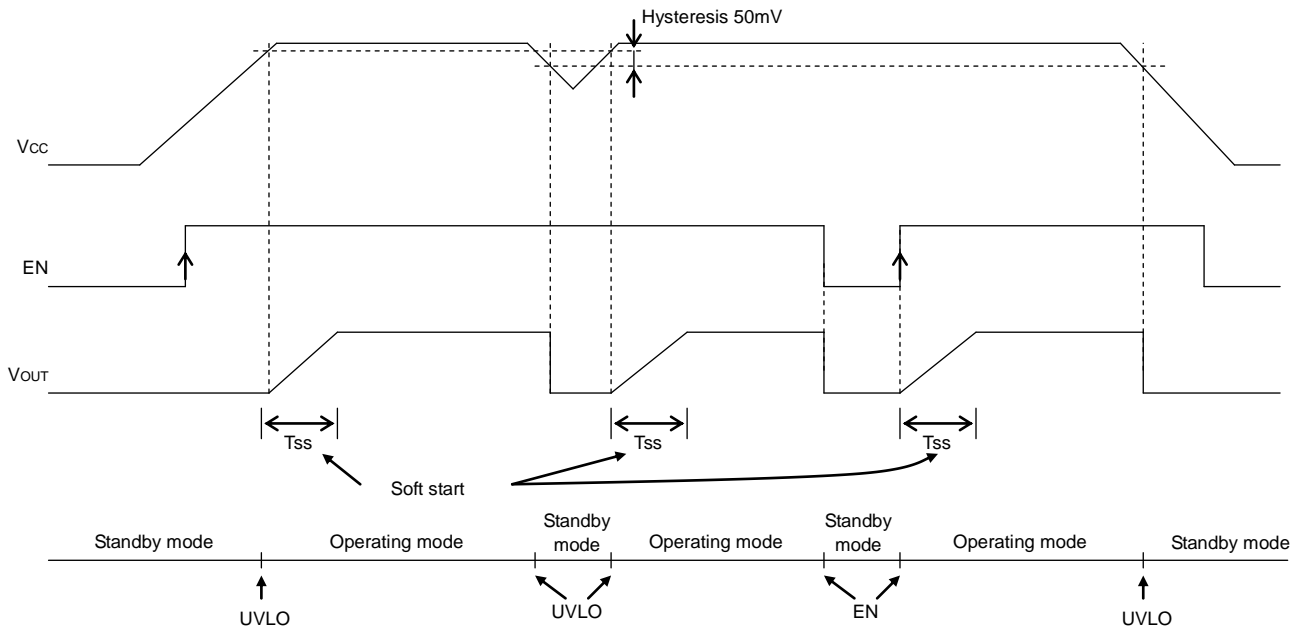 Hysteresis 50mV
VCC
EN
VOUT
Tss
Tss
Tss
Soft start
Standby mode
Operating mode
Standby
mode
Operating mode
Standby
mode
Operating mode
Standby mode
UVLO
UVLO
EN
UVLO